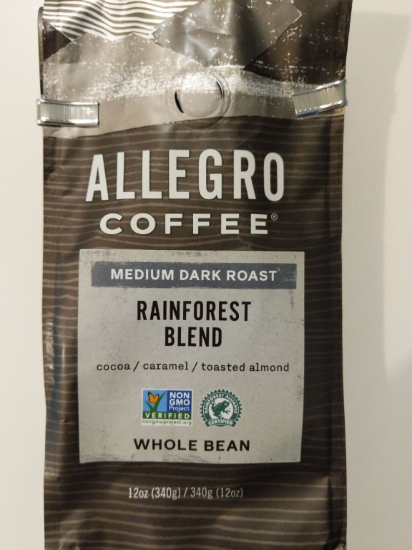 ALLEGRO
COFFEE®
MEDIUM DARK ROAST
RAINFOREST
BLEND
cocoa / caramel / toasted almond
NON
GMO
Project
VERIFIED
nongmoproject.org
CERTIFIED
WHOLE BEAN
12oz (340g) / 340g (12oz)